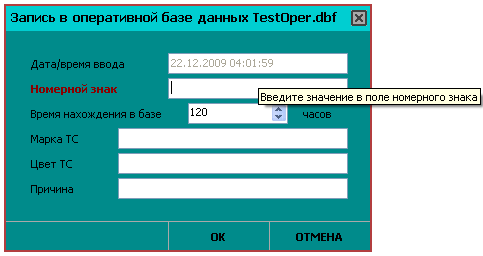 Запись в оперативной базе данных TestOper.dbf
Дата/время ввода 22.12.2009 04:01:59
Номерной знак
Введите значение в поле номерного знака
Время нахождения в базе 120 часов
Марка ТС
Цвет ТС
Причина
OK ОТМЕНА